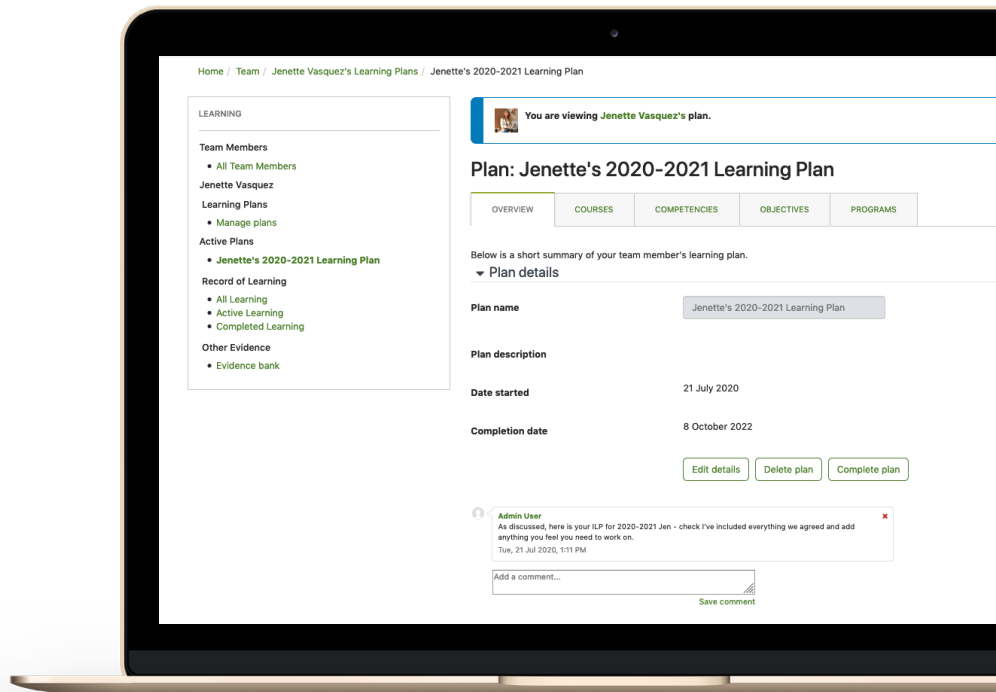 Home / Team / Jenette Vasquez's Learning Plans / Jenette's 2020-2021 Learning Plan
LEARNING
Team Members
All Team Members
Jenette Vasquez
Learning Plans
Manage plans
Active Plans
Jenette's 2020-2021 Learning Plan
Record of Learning
All Learning
Active Learning
Completed Learning
Other Evidence
Evidence bank
You are viewing Jenette Vasquez's plan.
Plan: Jenette's 2020-2021 Learning Plan
OVERVIEW COURSES COMPETENCIES OBJECTIVES PROGRAMS
Below is a short summary of your team member's learning plan.
Plan details
Plan name Jenette's 2020-2021 Learning Plan
Plan description
Date started 21 July 2020
Completion date 8 October 2022
Edit details Delete plan Complete plan
Admin User
As discussed, here is your ILP for 2020-2021 Jen - check I've included everything we agreed and add
anything you feel you need to work on.
Tue, 21 Jul 2020, 1:11 PM
Add a comment...
Save comment